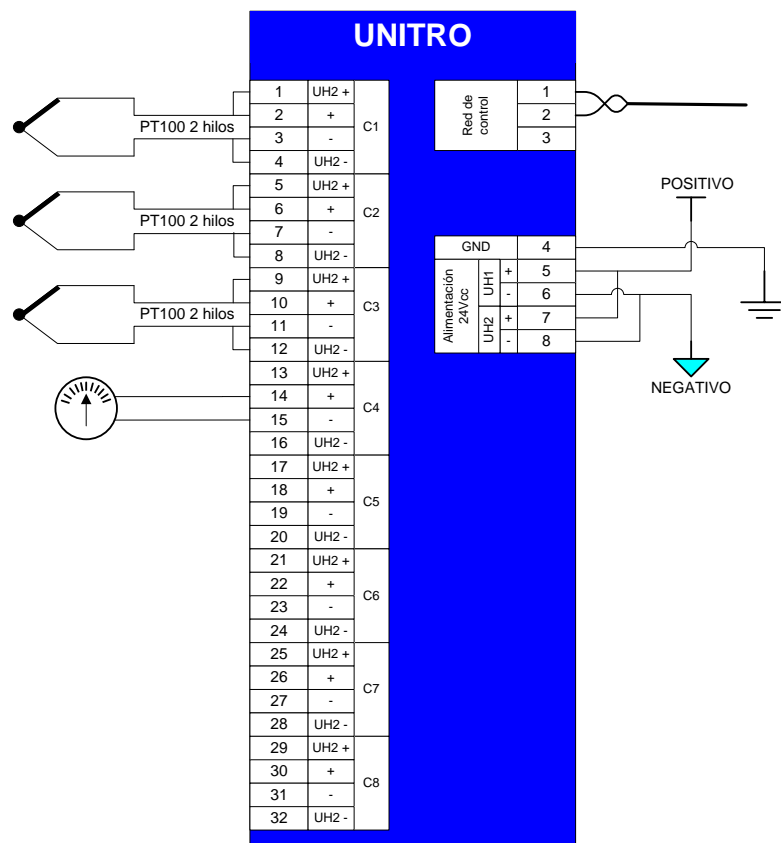 UNITRO
1 UH2 +
2 +
3 -
4 UH2 -
C1
PT100 2 hilos
5 UH2 +
6 +
7 -
8 UH2 -
C2
PT100 2 hilos
9 UH2 +
10 +
11 -
12 UH2 -
C3
PT100 2 hilos
13 UH2 +
14 +
15 -
16 UH2 -
C4
17 UH2 +
18 +
19 -
20 UH2 -
C5
21 UH2 +
22 +
23 -
24 UH2 -
C6
25 UH2 +
26 +
27 -
28 UH2 -
C7
29 UH2 +
30 +
31 -
32 UH2 -
C8
Red de
control
1
2
3
POSITIVO
GND 4
Alimentación
24Vcc
UH1
+ 5
- 6
UH2
+ 7
- 8
NEGATIVO